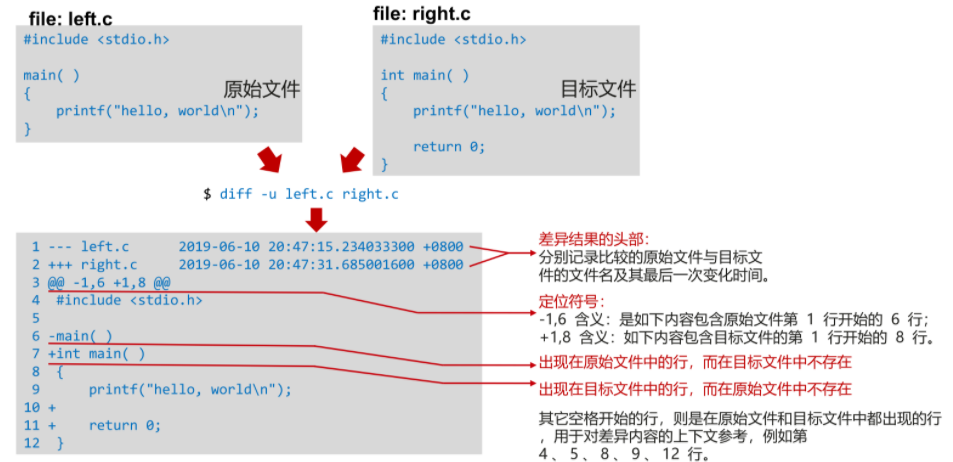 file: left.c
#include <stdio.h>
main( )
{
printf("hello, world\n");
}
原始文件
file: right.c
#include <stdio.h>
int main( )
{
printf("hello, world\n");
return 0;
}
目标文件
$ diff -u left.c right.c
1 --- left.c 2019-06-10 20:47:15.234033300 +0800
2 +++ right.c 2019-06-10 20:47:31.685001600 +0800
3 @@ -1,6 +1,8 @@
4 #include <stdio.h>
5
6 -main( )
7 +int main( )
8 {
9 printf("hello, world\n");
10 +
11 + return 0;
12 }
差异结果的头部：
分别记录比较的原始文件与目标文
件的文件名及其最后一次变化时间。
定位符号：
-1,6 含义：是如下内容包含原始文件第 1 行开始的 6 行；
+1,8 含义：如下内容包含目标文件的第 1 行开始的 8 行。
出现在原始文件中的行，而在目标文件中不存在
出现在目标文件中的行，而在原始文件中不存在
其它空格开始的行，则是在原始文件和目标文件中都出现的行
，用于对差异内容的上下文参考，例如第
4、5、8、9、12 行。